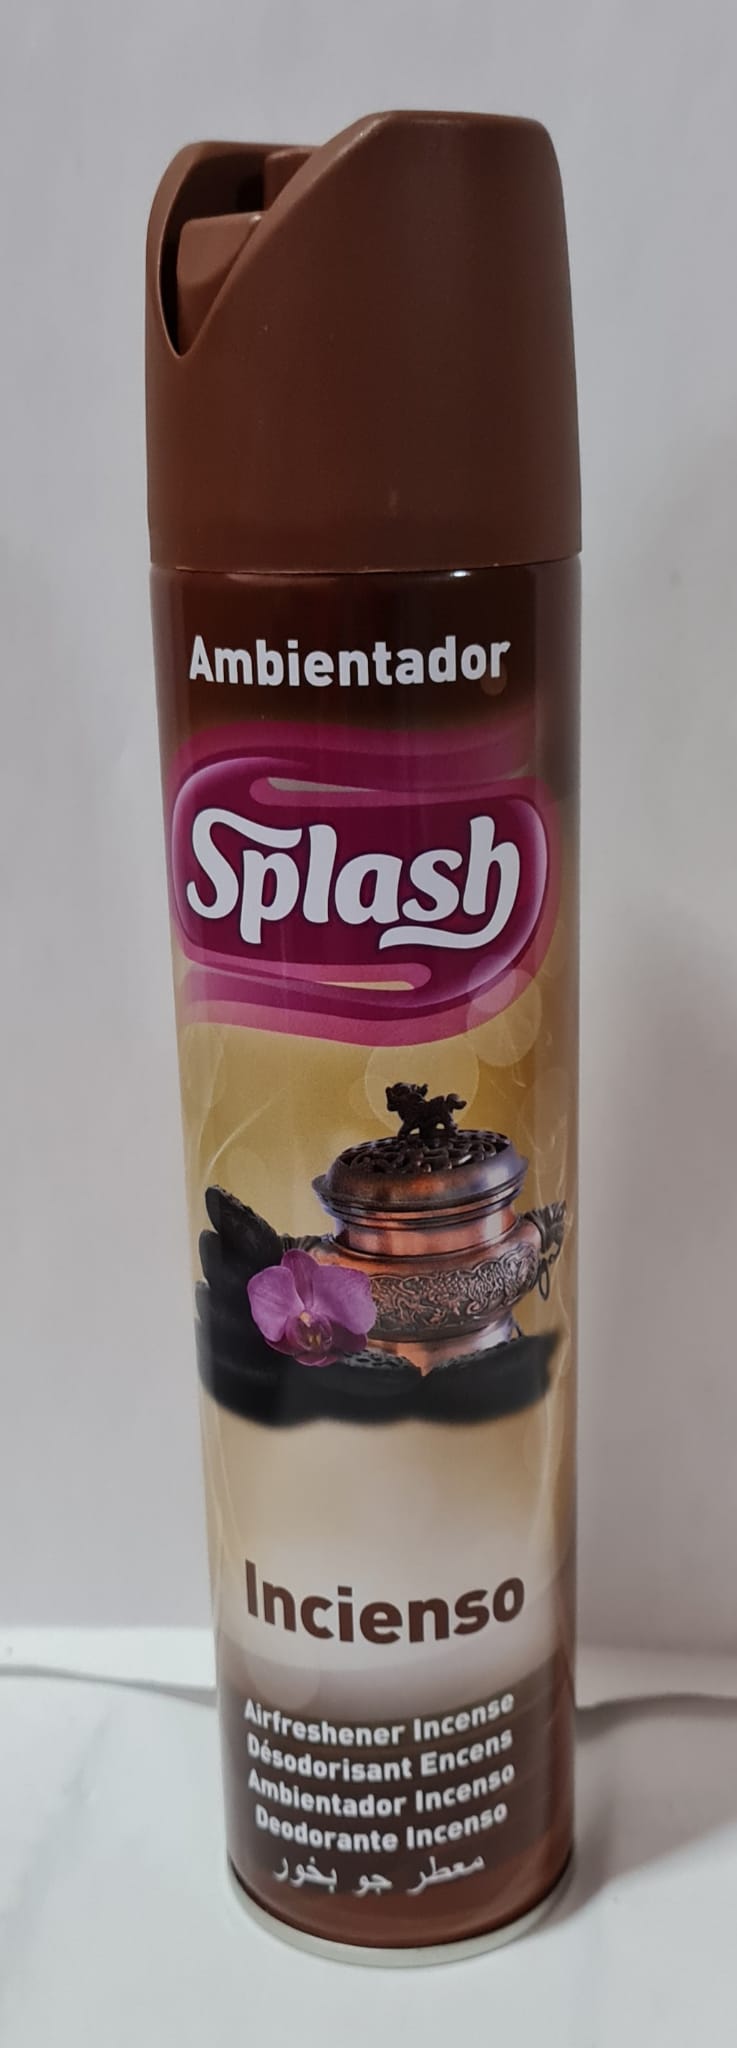 Ambientador
Splash
Incienso
Airfreshener Incense
Désodorisant Encens
Ambientador Incenso
Deodorante Incenso
معطر جو بخور